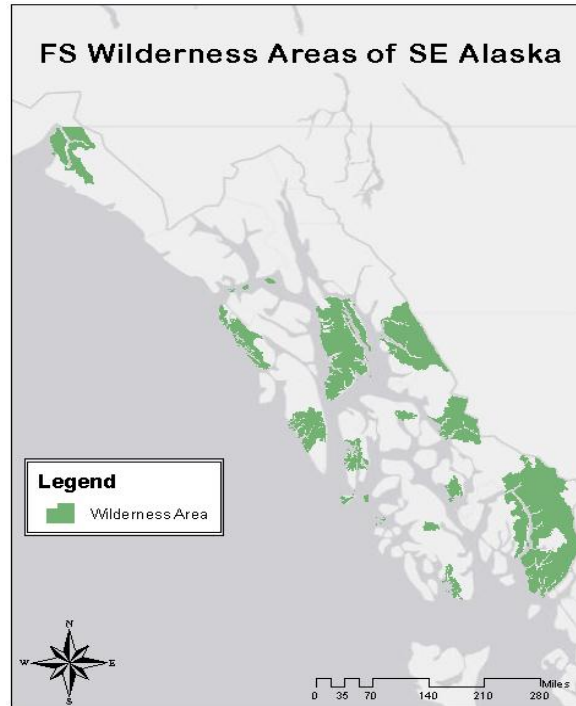 FS Wilderness Areas of SE Alaska
Legend
Wilderness Area
N
W E
S
Miles
0 35 70 140 210 280